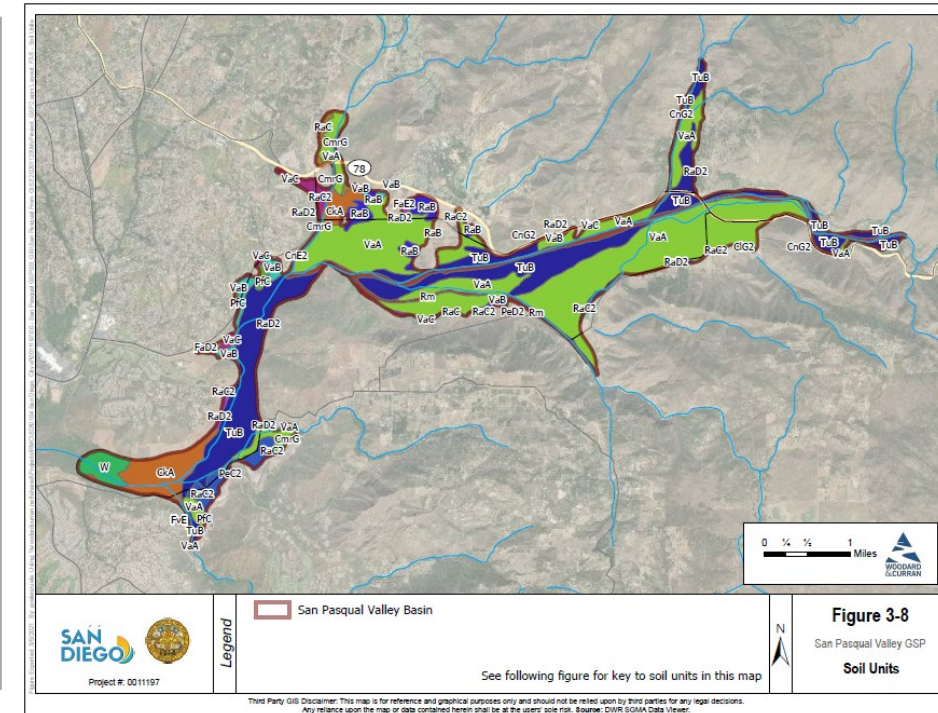 RaC
CmrG
VaA
78
CmrG
VaC
RaC2
RaD2
CkA
CmrG
VaB
RaB
RaB
VaB
FaE2
RaB
RaD2
RaB
RaC2
RaB
VaA
RaB
TuB
CnG2
RaD2
VaB
VaC
VaA
TuB
TuB
CnG2
VaA
RaD2
TuB
VaA
RaC2
RaD2
ClG2
CnG2
TuB
TuB
VaA
TuB
TuB
TuB
VaA
VaB
Rm
RaC
RaC2
PeD2
Rm
VaC
RaC2
VaC
CnE2
VaB
PfC
VaB
PfC
RaD2
VaC
FaD2
VaB
RaC2
RaD2
TuB
RaD2
VaA
CmrG
RaC2
PeC2
W
CkA
RaC2
VaA
PfC
FvE
TuB
VaA
0 ¼ ½ 1
Miles
WOODARD
&CURRAN
SAN
DIEGO
Project #: 0011197
Legend
San Pasqual Valley Basin
See following figure for key to soil units in this map
N
Figure 3-8
San Pasqual Valley GSP
Soil Units
Third Party GIS Disclaimer: This map is for reference and graphical purposes only and should not be relied upon by third parties for any legal decisions.
Any reliance upon the map or data contained herein shall be at the users' sole risk. Source: DWR SGMA Data Viewer.